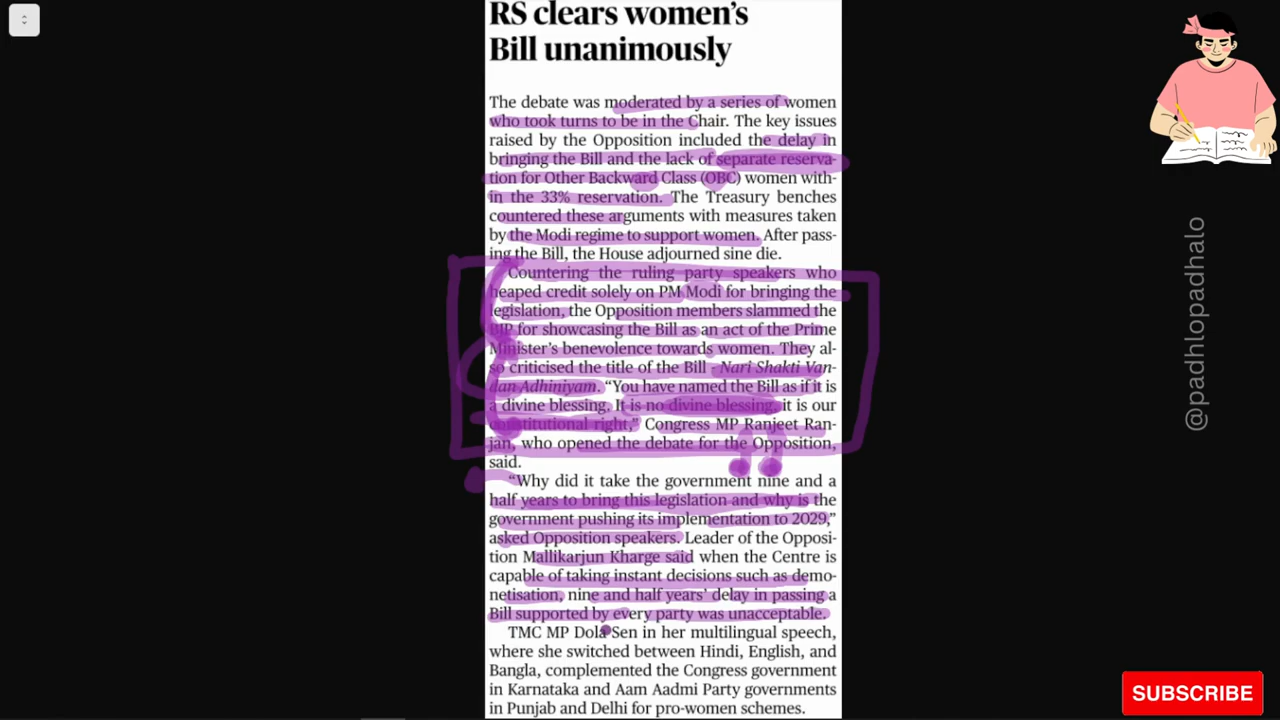 RS clears women’s
Bill unanimously
The debate was moderated by a series of women
who took turns to be in the Chair. The key issues
raised by the Opposition included the delay in
bringing the Bill and the lack of separate reserva-
tion for Other Backward Class (OBC) women with-
in the 33% reservation. The Treasury benches
countered these arguments with measures taken
by the Modi regime to support women. After pass-
ing the Bill, the House adjourned sine die.
Countering the ruling party speakers who
heaped credit solely on PM Modi for bringing the
legislation, the Opposition members slammed the
BJP for showcasing the Bill as an act of the Prime
Minister’s benevolence towards women. They al-
so criticised the title of the Bill - Nari Shakti Van-
dan Adhiniyam. “You have named the Bill as if it is
a divine blessing. It is no divine blessing, it is our
constitutional right,” Congress MP Ranjeet Ran-
jan, who opened the debate for the Opposition,
said.
“Why did it take the government nine and a
half years to bring this legislation and why is the
government pushing its implementation to 2029,”
asked Opposition speakers. Leader of the Opposi-
tion Mallikarjun Kharge said when the Centre is
capable of taking instant decisions such as demo-
netisation, nine and half years’ delay in passing a
Bill supported by every party was unacceptable.
TMC MP Dola Sen in her multilingual speech,
where she switched between Hindi, English, and
Bangla, complemented the Congress government
in Karnataka and Aam Aadmi Party governments
in Punjab and Delhi for pro-women schemes.
@padhlopadhalo
SUBSCRIBE